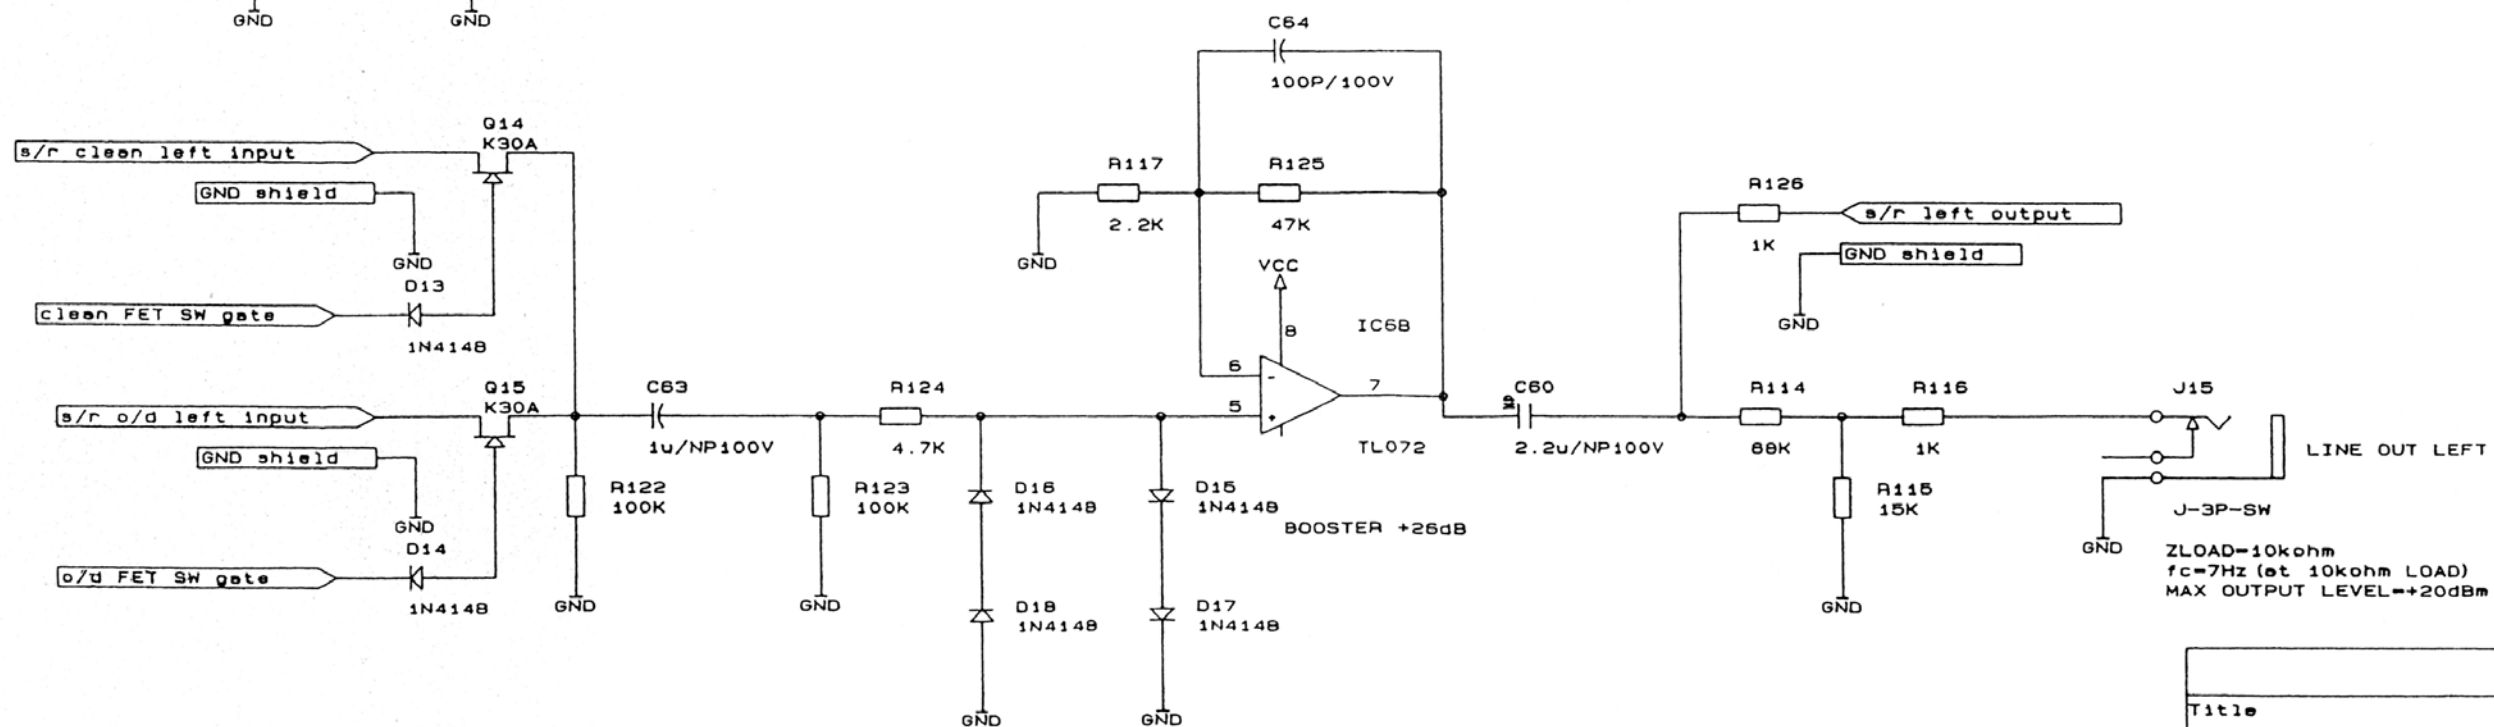 GND
GND
C64
100P/100V
Q14
K30A
s/r clean left input
GND shield
GND
D13
clean FET SW gate
1N4148
R117
2.2K
GND
R125
47K
VCC
8
IC6B
6
-
5
+
7
TL072
BOOSTER +26dB
R126
1K
s/r left output
GND shield
GND
Q15
K30A
s/r o/d left input
GND shield
GND
D14
o/d FET SW gate
1N4148
C63
1u/NP100V
R124
4.7K
R122
100K
GND
R123
100K
GND
D16
1N4148
D18
1N4148
GND
D15
1N4148
D17
1N4148
GND
C60
2.2u/NP100V
R114
68K
R116
1K
R115
15K
GND
J15
LINE OUT LEFT
J-3P-SW
GND
ZLOAD=10kohm
fc=7Hz (at 10kohm LOAD)
MAX OUTPUT LEVEL=+20dBm
Title